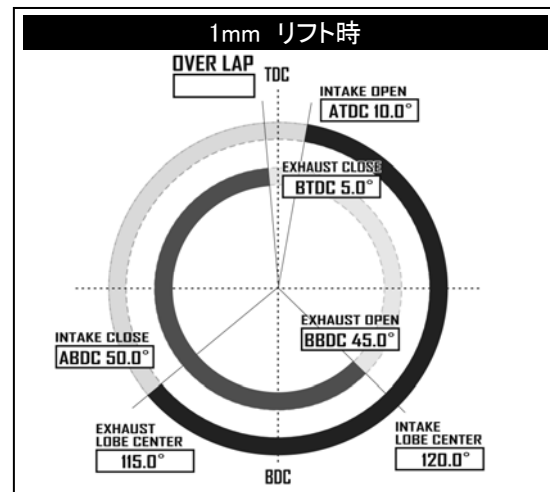 1mm リフト時
OVER LAP
TDC
INTAKE OPEN
ATDC 10.0°
EXHAUST CLOSE
BTDC 5.0°
EXHAUST OPEN
BBDC 45.0°
INTAKE CLOSE
ABDC 50.0°
EXHAUST
LOBE CENTER
115.0°
BDC
INTAKE
LOBE CENTER
120.0°